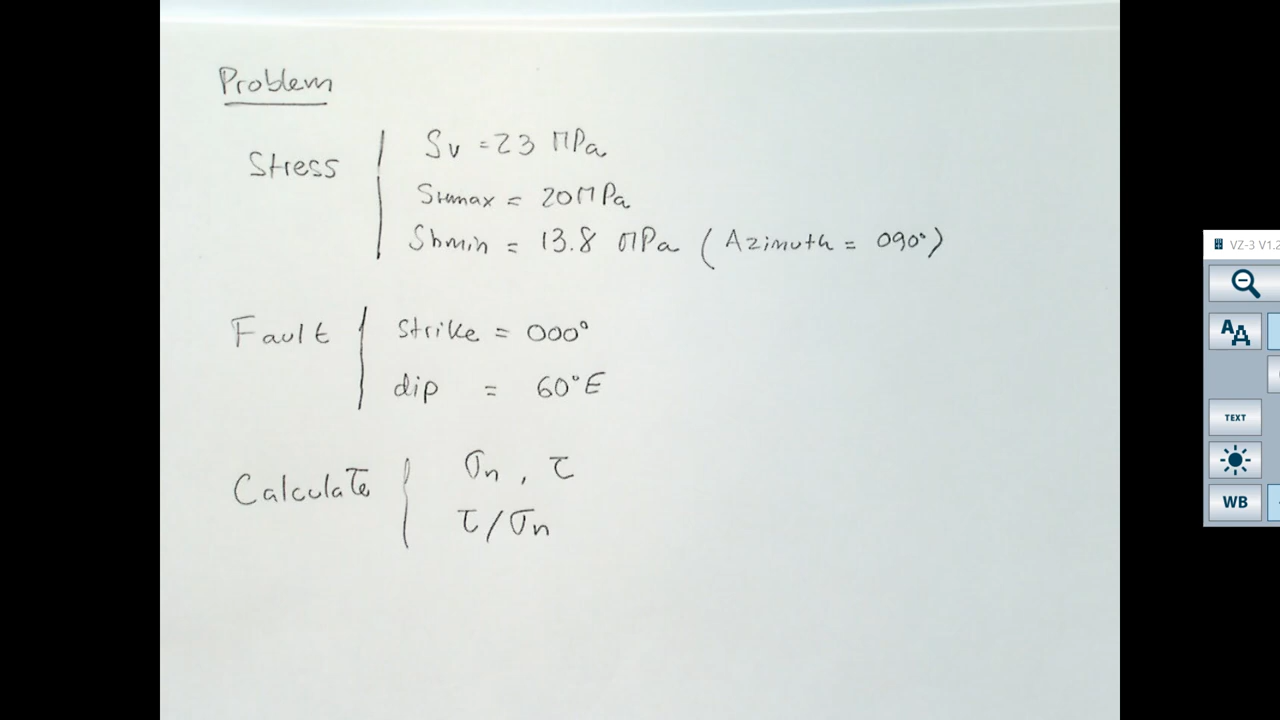 Problem
Stress
Sv = 23 MPa
SHmax = 20 MPa
Shmin = 13.8 MPa (Azimuth = 090°)
Fault
Strike = 000°
dip = 60°E
Calculate
σn, τ
τ/σn
VZ-3 V1.2
AA
TEXT
WB